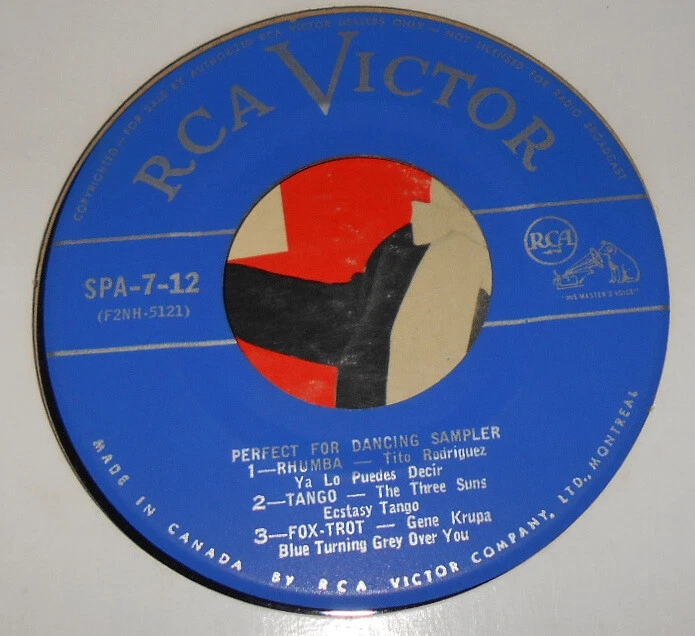 COPYRIGHTED — FOR SALE BY AUTHORIZED RCA VICTOR DEALERS ONLY — NOT LICENSED FOR RADIO BROADCAST
RCA VICTOR
SPA-7-12
(F2NH-5121)
RCA
"HIS MASTER'S VOICE"
PERFECT FOR DANCING SAMPLER
1—RHUMBA — Tito Rodriguez
Ya Lo Puedes Decir
2—TANGO — The Three Suns
Ecstasy Tango
3—FOX-TROT — Gene Krupa
Blue Turning Grey Over You
MADE IN CANADA BY RCA VICTOR COMPANY, LTD., MONTREAL